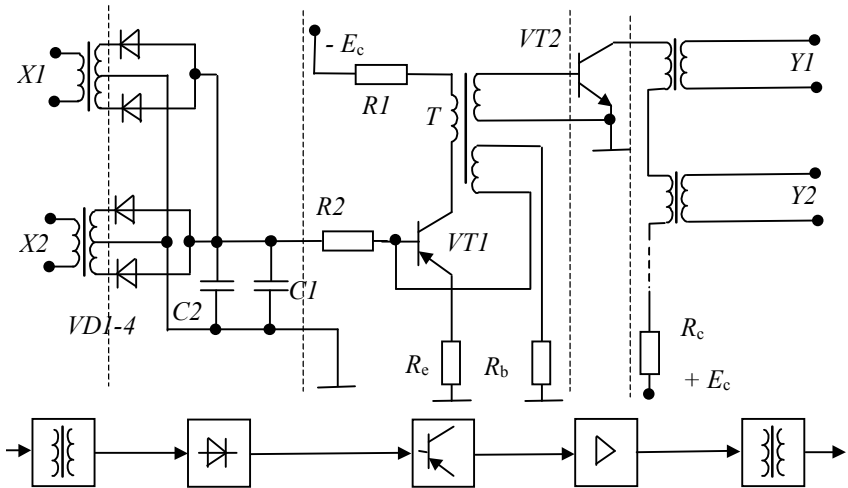 X1
X2
VD1-4
C2
C1
- Ec
R1
R2
T
VT1
Re
Rb
VT2
Y1
Y2
Rc
+ Ec